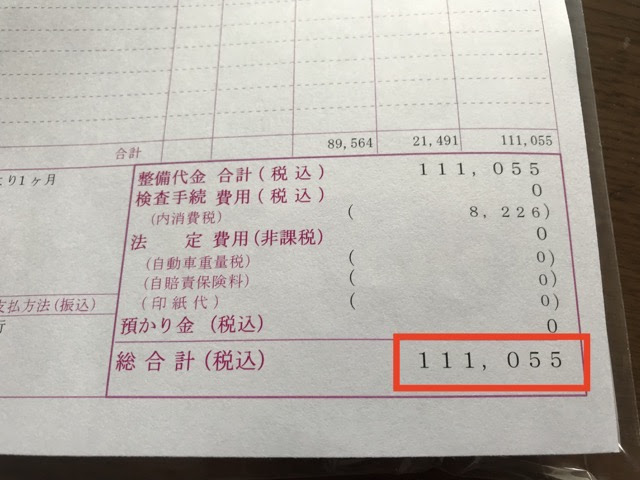 合計 89,564 21,491 111,055
より1ヶ月
整備代金 合計(税込) 111,055
検査手続 費用(税込) 0
(内消費税) ( 8,226)
法 定 費用(非課税) 0
(自動車重量税) ( 0)
(自賠責保険料) ( 0)
(印紙代) ( 0)
支払方法(振込)
行
預かり金 (税込) 0
総合計(税込) 111,055